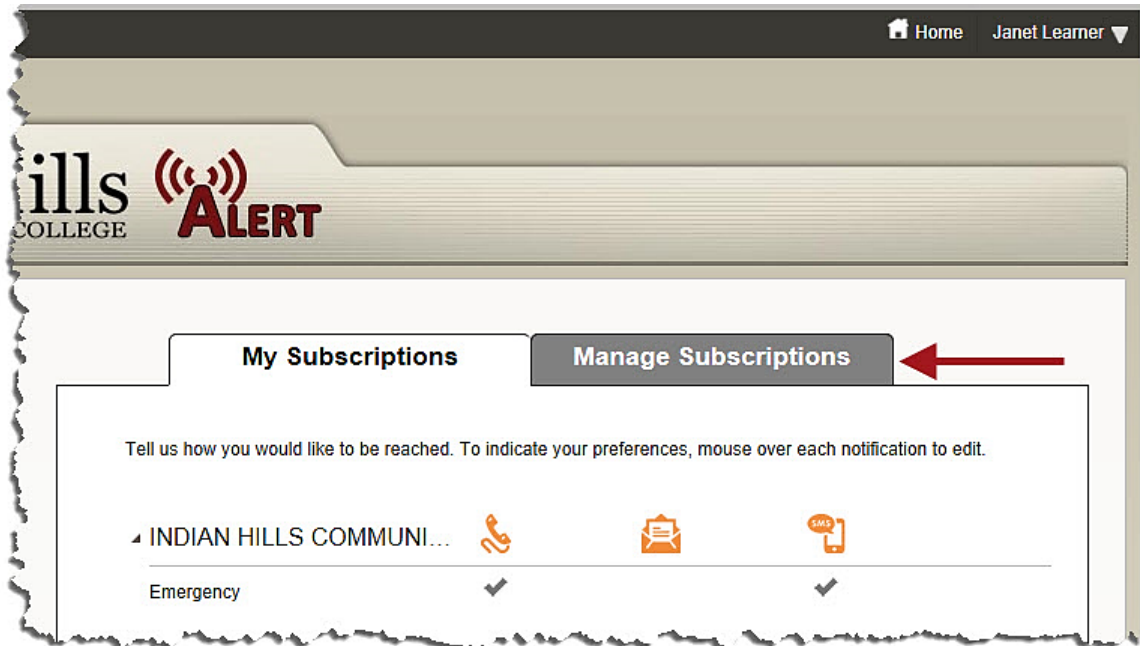 Home Janet Learner
ills
COLLEGE
ALERT
My Subscriptions Manage Subscriptions
Tell us how you would like to be reached. To indicate your preferences, mouse over each notification to edit.
INDIAN HILLS COMMUNI...
SMS
Emergency